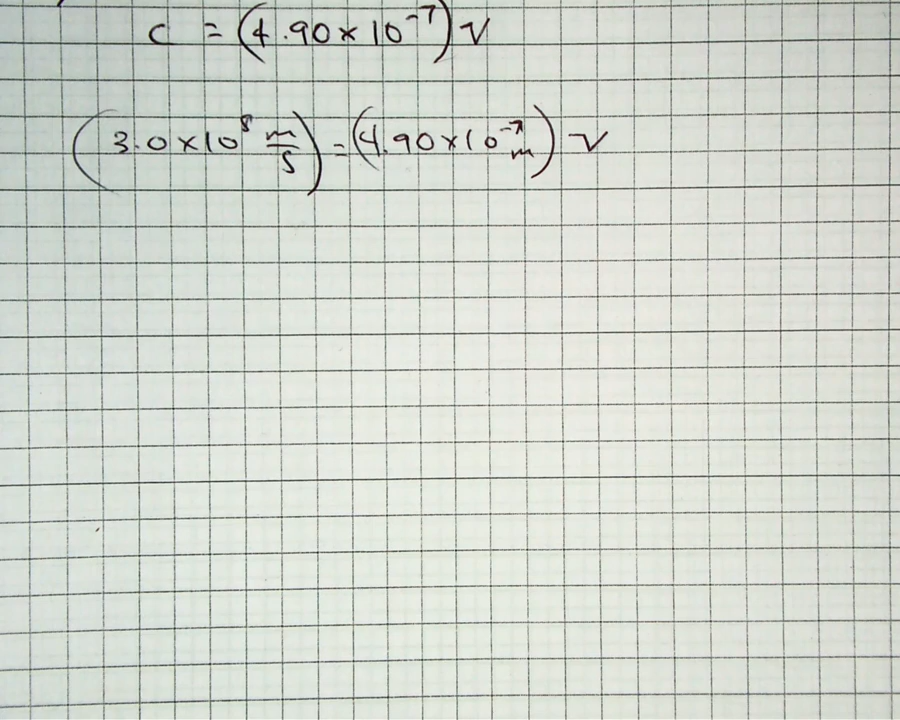 c = (4.90×10⁻⁷) ν
(3.0×10⁸ m/s) = (4.90×10⁻⁷ m) ν